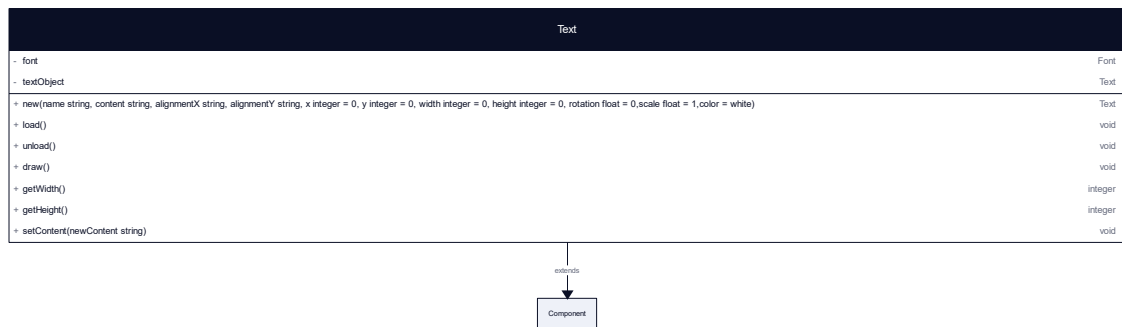 Text
- font Font
- textObject Text
+ new(name string, content string, alignmentX string, alignmentY string, x integer = 0, y integer = 0, width integer = 0, height integer = 0, rotation float = 0,scale float = 1,color = white) Text
+ load() void
+ unload() void
+ draw() void
+ getWidth() integer
+ getHeight() integer
+ setContent(newContent string) void
extends
Component